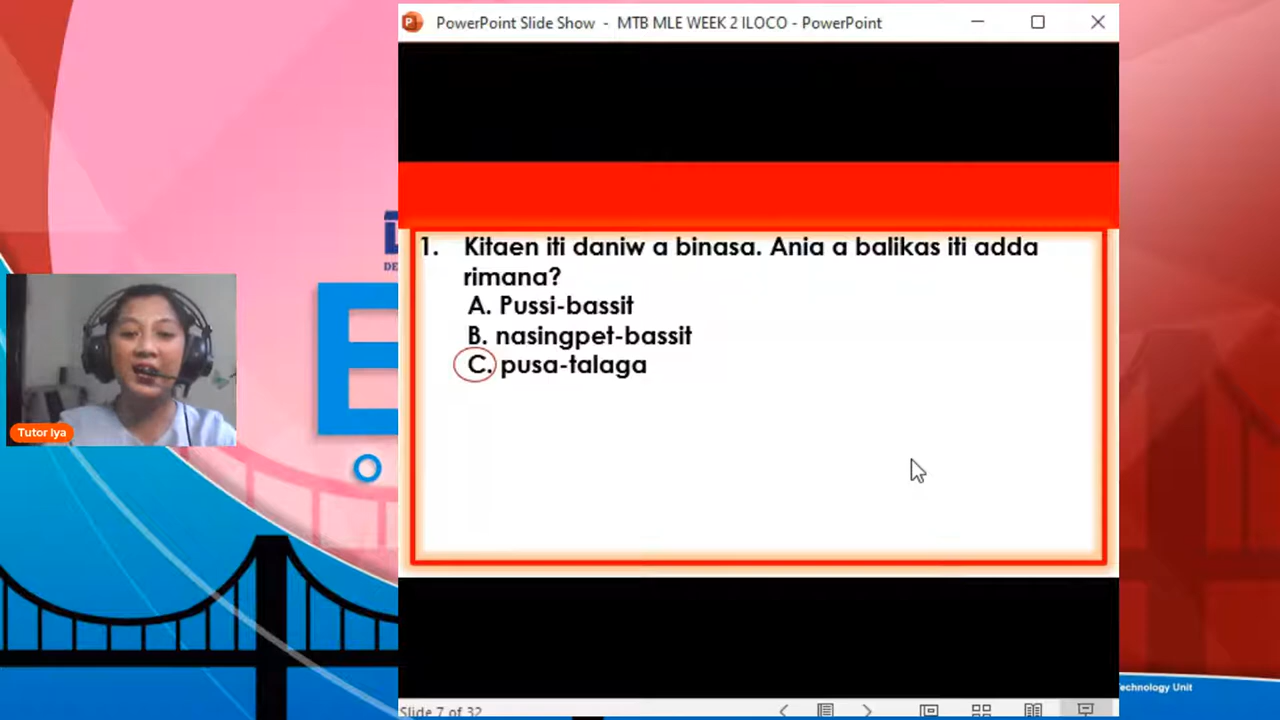 PowerPoint Slide Show - MTB MLE WEEK 2 ILOCO - PowerPoint
1. Kitaen iti daniw a binasa. Ania a balikas iti adda
rimana?
A. Pussi-bassit
B. nasingpet-bassit
C. pusa-talaga
Tutor Iya
Slide 7 of 32
Technology Unit